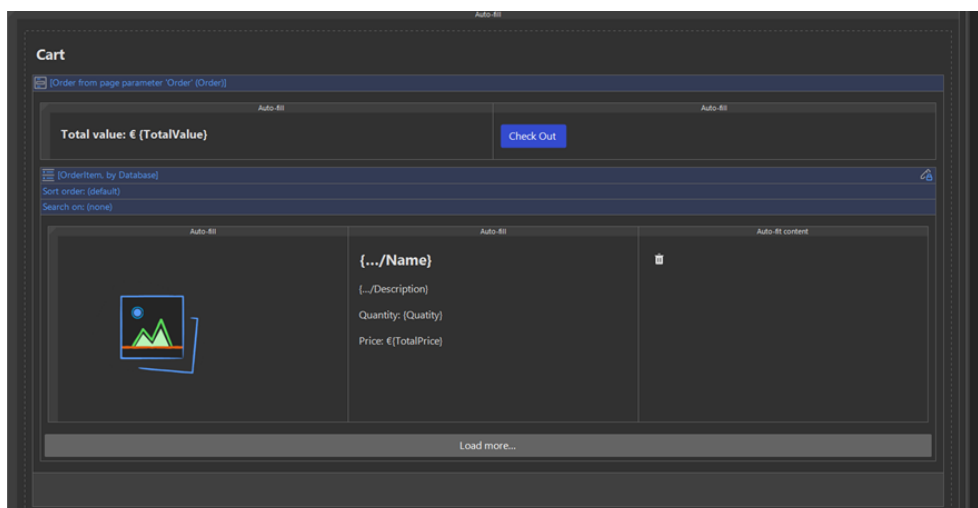 Auto-fill
Cart
[Order from page parameter 'Order' (Order)]
Auto-fill
Auto-fill
Total value: € {TotalValue}
Check Out
[OrderItem, by Database]
Sort order: (default)
Search on: (none)
Auto-fill
Auto-fill
Auto-fit content
{.../Name}
{.../Description}
Quantity: {Quatity}
Price: €{TotalPrice}
Load more...